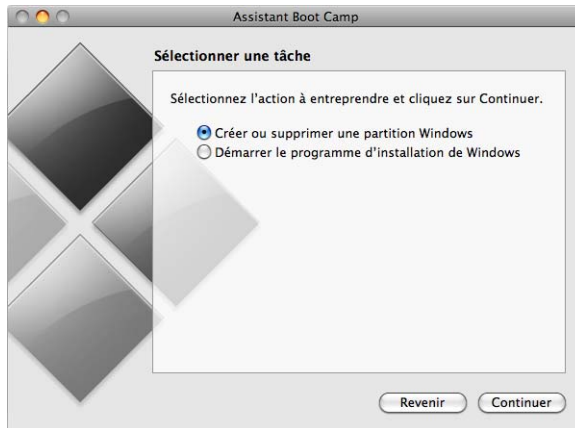 Assistant Boot Camp
Sélectionner une tâche
Sélectionnez l'action à entreprendre et cliquez sur Continuer.
Créer ou supprimer une partition Windows
Démarrer le programme d'installation de Windows
Revenir
Continuer